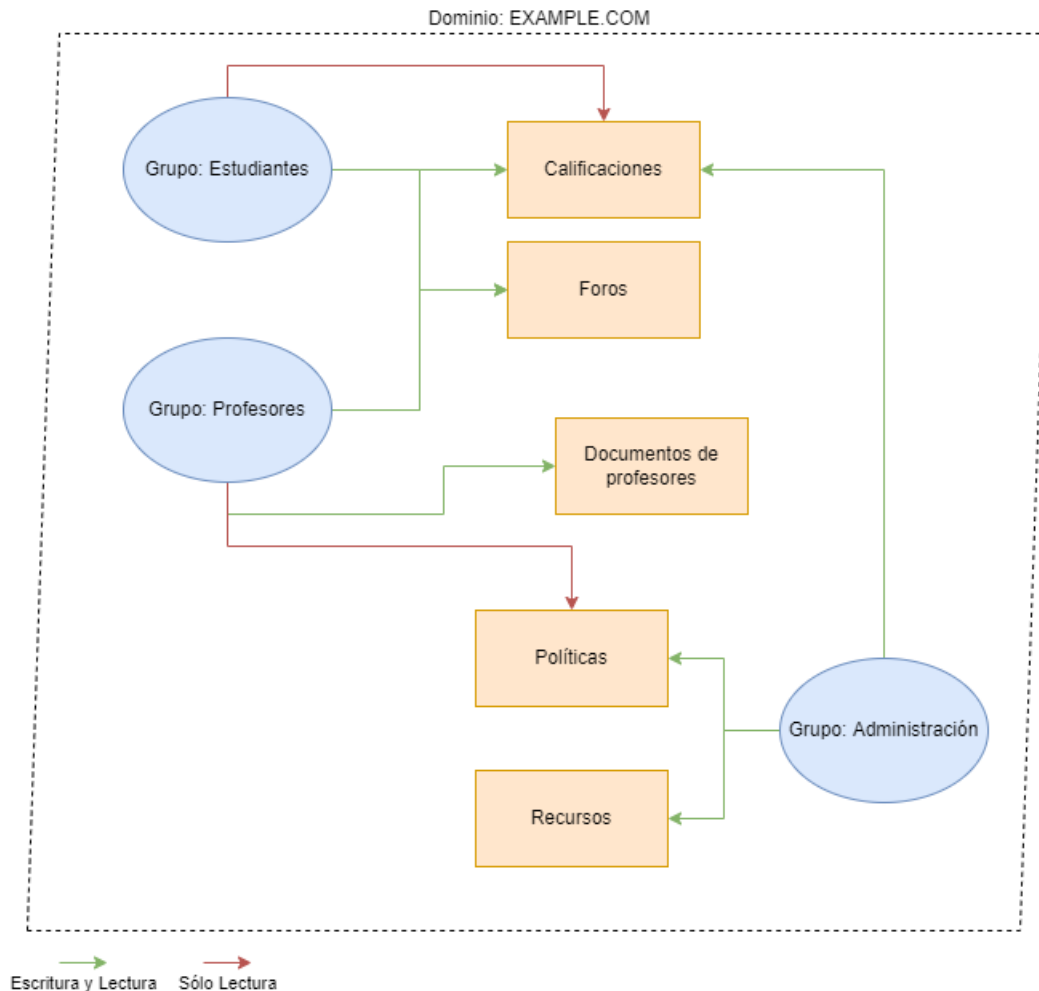 Dominio: EXAMPLE.COM
Grupo: Estudiantes
Calificaciones
Foros
Grupo: Profesores
Documentos de
profesores
Políticas
Grupo: Administración
Recursos
Escritura y Lectura
Sólo Lectura